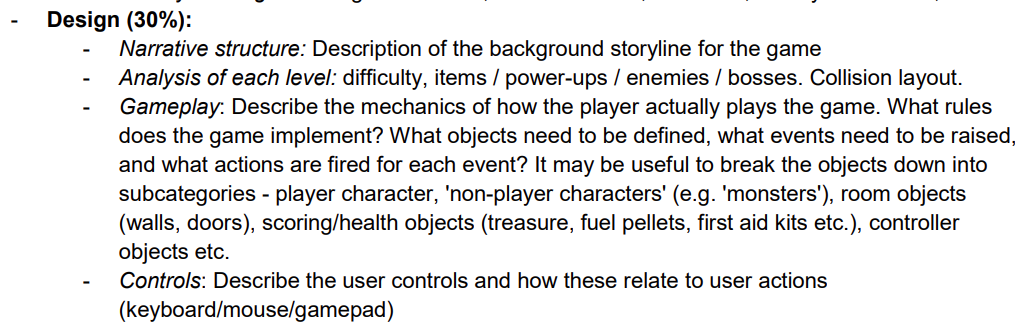 - Design (30%):
- Narrative structure: Description of the background storyline for the game
- Analysis of each level: difficulty, items / power-ups / enemies / bosses. Collision layout.
- Gameplay: Describe the mechanics of how the player actually plays the game. What rules
does the game implement? What objects need to be defined, what events need to be raised,
and what actions are fired for each event? It may be useful to break the objects down into
subcategories - player character, 'non-player characters' (e.g. 'monsters'), room objects
(walls, doors), scoring/health objects (treasure, fuel pellets, first aid kits etc.), controller
objects etc.
- Controls: Describe the user controls and how these relate to user actions
(keyboard/mouse/gamepad)